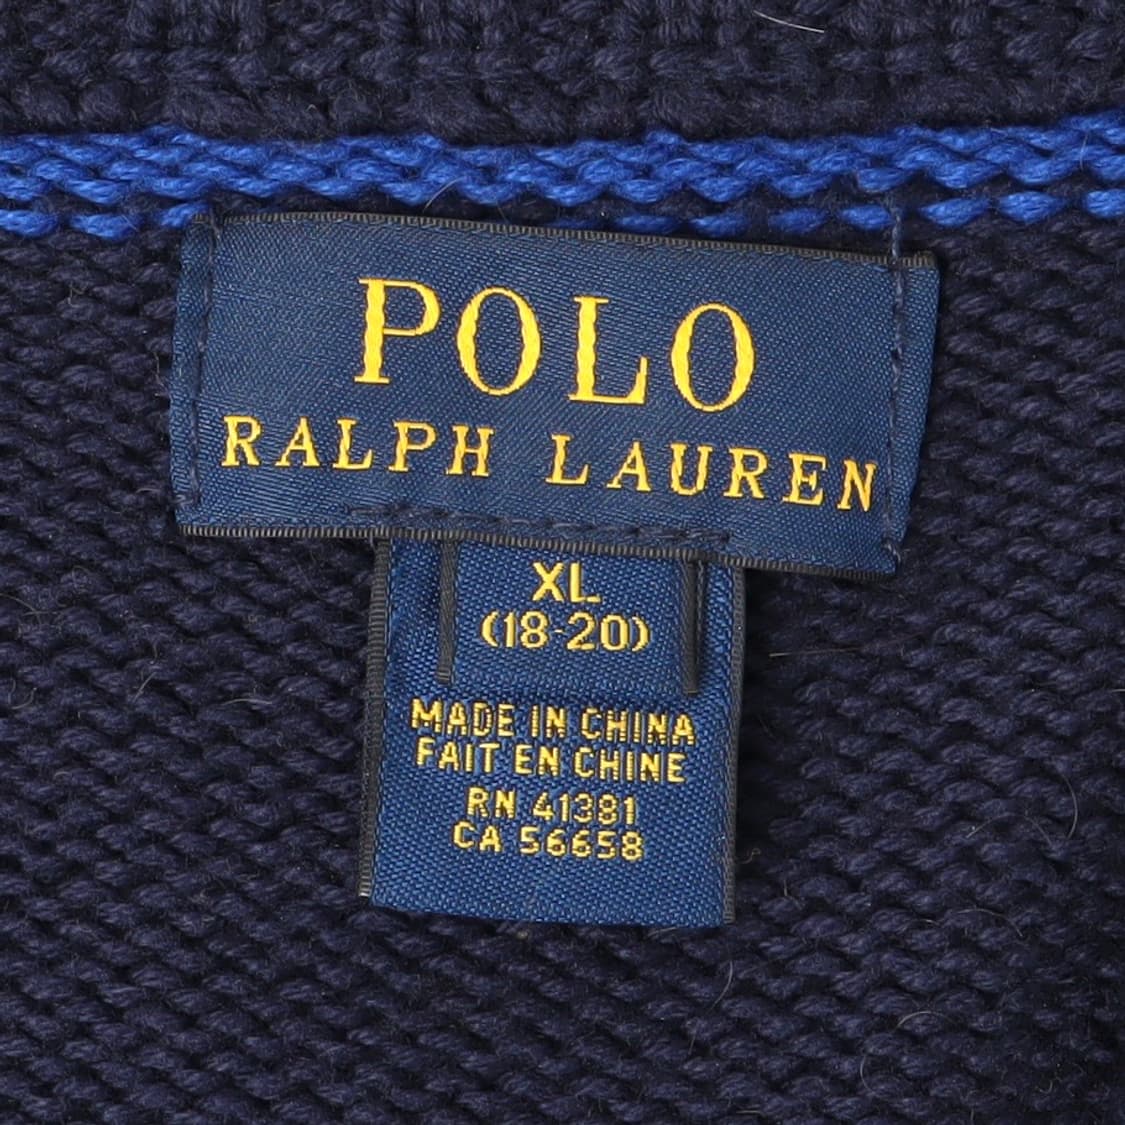 POLO
RALPH LAUREN
XL
(18-20)
MADE IN CHINA
FAIT EN CHINE
RN 41381
CA 56658